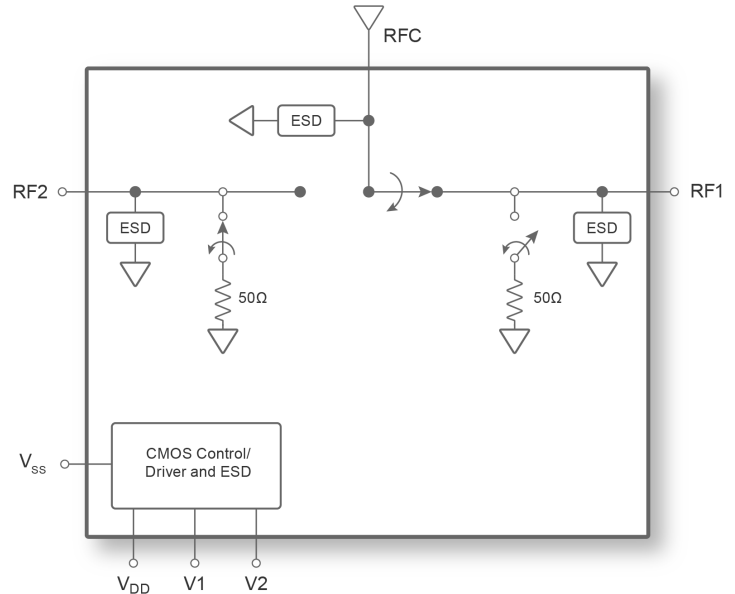 RFC
ESD
RF2
RF1
ESD
ESD
50Ω
50Ω
CMOS Control/
Driver and ESD
VSS
VDD
V1
V2